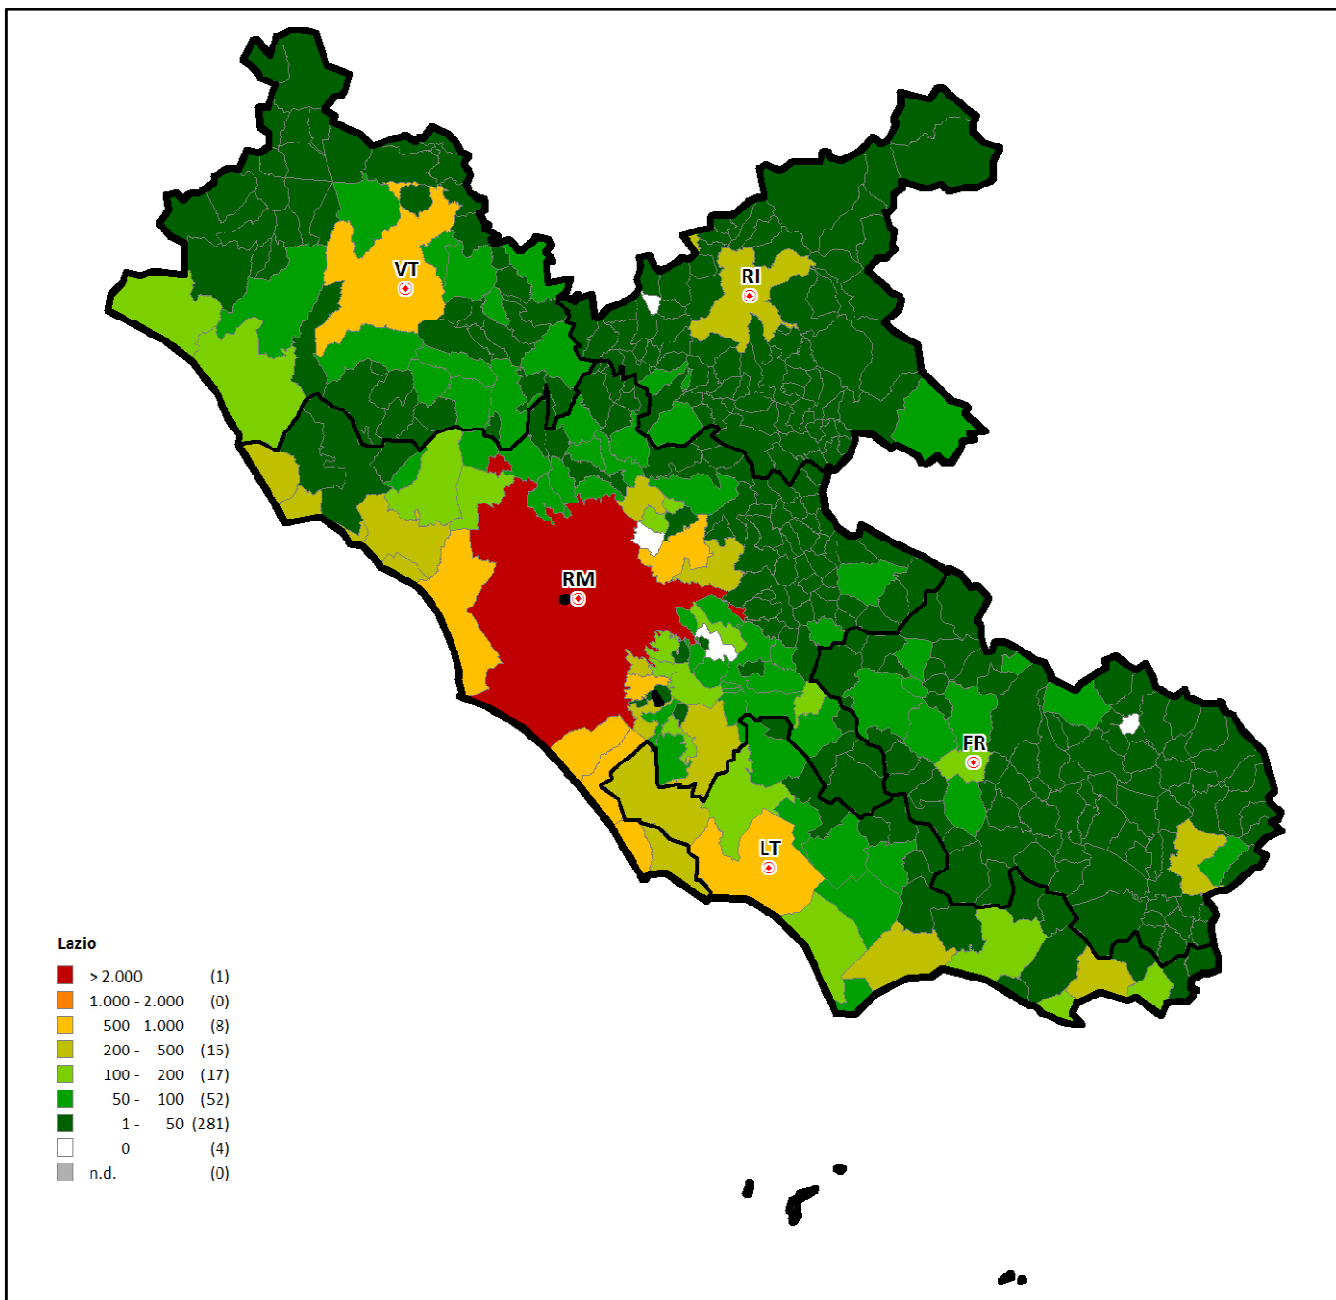 VT
RI
RM
FR
LT
Lazio
> 2.000 (1)
1.000 - 2.000 (0)
500 1.000 (8)
200 - 500 (15)
100 - 200 (17)
50 - 100 (52)
1 - 50 (281)
0 (4)
n.d. (0)